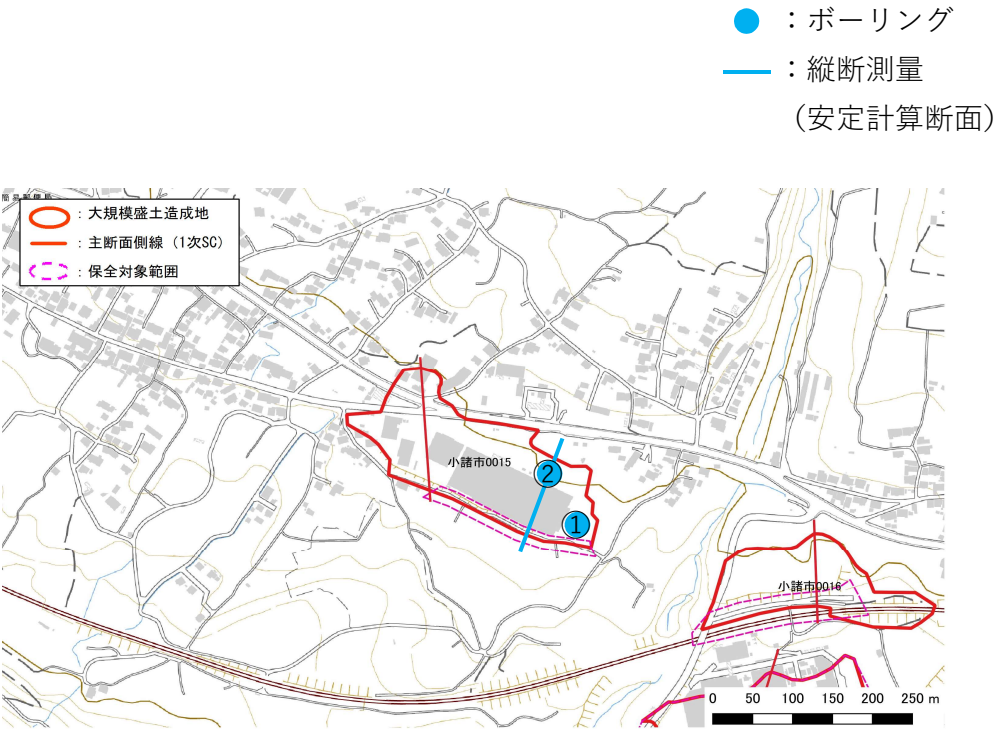 ：ボーリング
：縦断測量
（安定計算断面）
簡易郵便局
：大規模盛土造成地
：主断面側線（1次SC）
：保全対象範囲
小諸市0015
②
①
小諸市0016
0 50 100 150 200 250 m